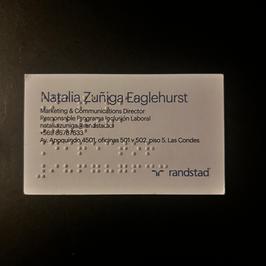 Natalia Zuñiga Eaglehurst
Marketing & Communications Director
Responsable Programa Inclusión Laboral
Av. Apoquindo 4501, oficinas 501 y 502, piso 5. Las Condes
randstad